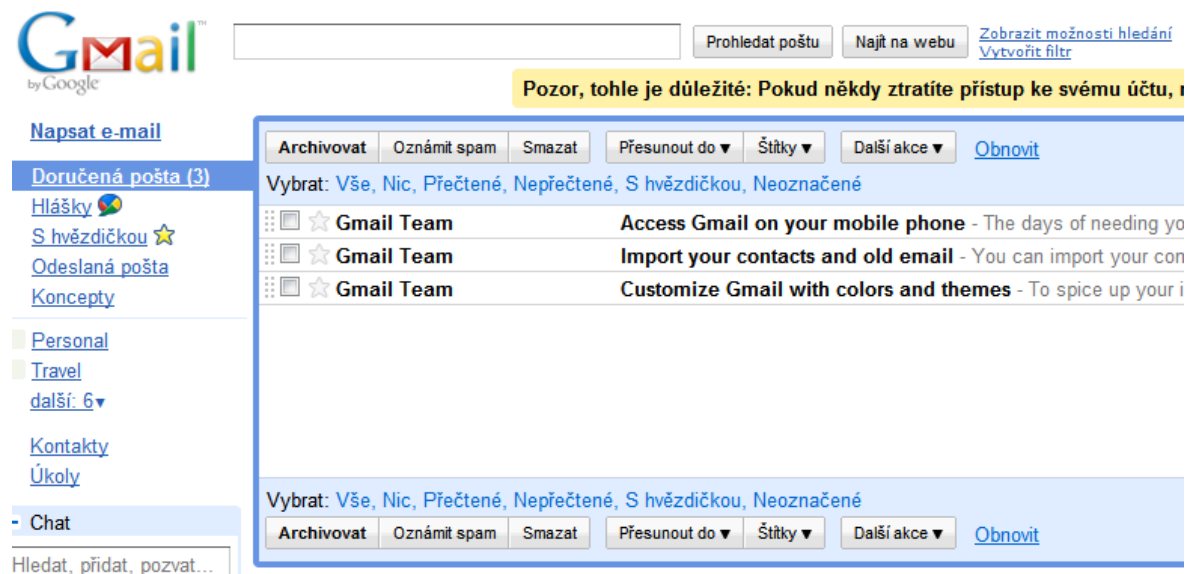 Gmail™
by Google
Prohledat poštu Najít na webu Zobrazit možnosti hledání
Vytvořit filtr
Pozor, tohle je důležité: Pokud někdy ztratíte přístup ke svému účtu,
Napsat e-mail
Doručená pošta (3)
Hlášky
S hvězdičkou
Odeslaná pošta
Koncepty
Personal
Travel
další: 6▼
Kontakty
Úkoly
- Chat
Hledat, přidat, pozvat...
Archivovat Oznámit spam Smazat Přesunout do ▼ Štítky ▼ Další akce ▼ Obnovit
Vybrat: Vše, Nic, Přečtené, Nepřečtené, S hvězdičkou, Neoznačené
Gmail Team Access Gmail on your mobile phone - The days of needing yo
Gmail Team Import your contacts and old email - You can import your con
Gmail Team Customize Gmail with colors and themes - To spice up your i
Vybrat: Vše, Nic, Přečtené, Nepřečtené, S hvězdičkou, Neoznačené
Archivovat Oznámit spam Smazat Přesunout do ▼ Štítky ▼ Další akce ▼ Obnovit